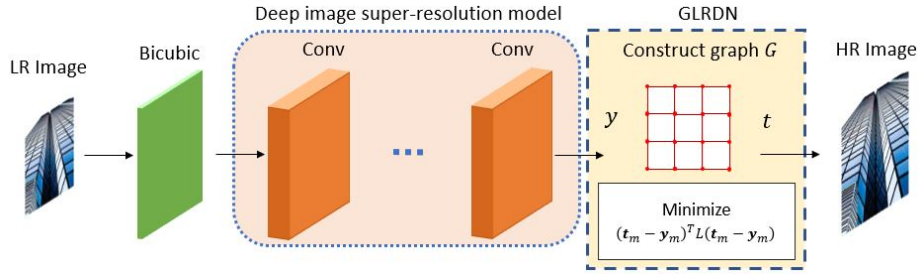 Deep image super-resolution model
GLRDN
LR Image
Bicubic
Conv
Conv
Construct graph G
HR Image
y
t
Minimize
(t_m − y_m)^T L(t_m − y_m)